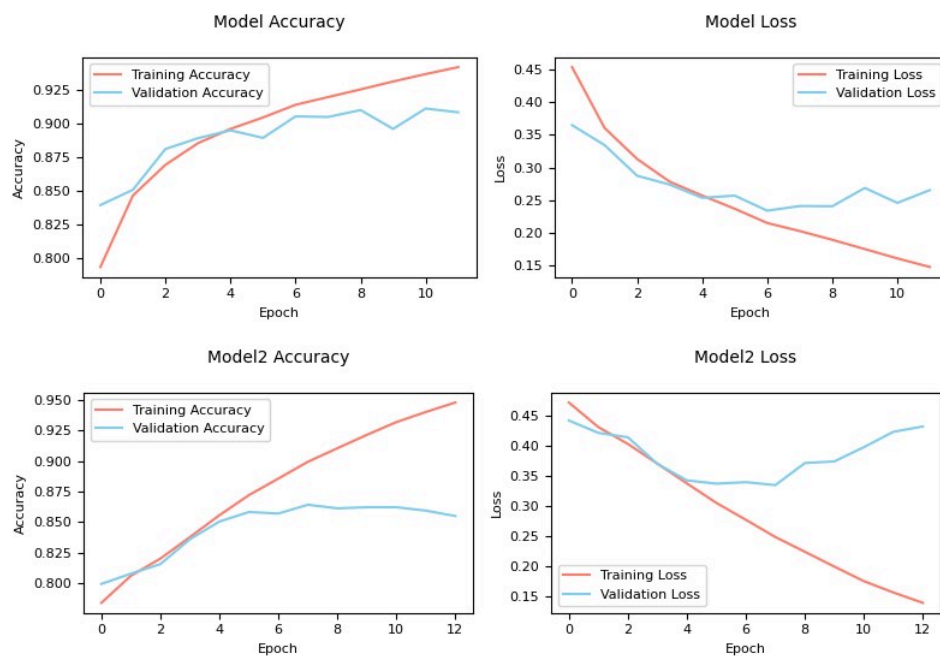 Model Accuracy
Training Accuracy
Validation Accuracy
Accuracy
0.925
0.900
0.875
0.850
0.825
0.800
0 2 4 6 8 10
Epoch
Model Loss
Training Loss
Validation Loss
Loss
0.45
0.40
0.35
0.30
0.25
0.20
0.15
0 2 4 6 8 10
Epoch
Model2 Accuracy
Training Accuracy
Validation Accuracy
Accuracy
0.950
0.925
0.900
0.875
0.850
0.825
0.800
0 2 4 6 8 10 12
Epoch
Model2 Loss
Training Loss
Validation Loss
Loss
0.45
0.40
0.35
0.30
0.25
0.20
0.15
0 2 4 6 8 10 12
Epoch